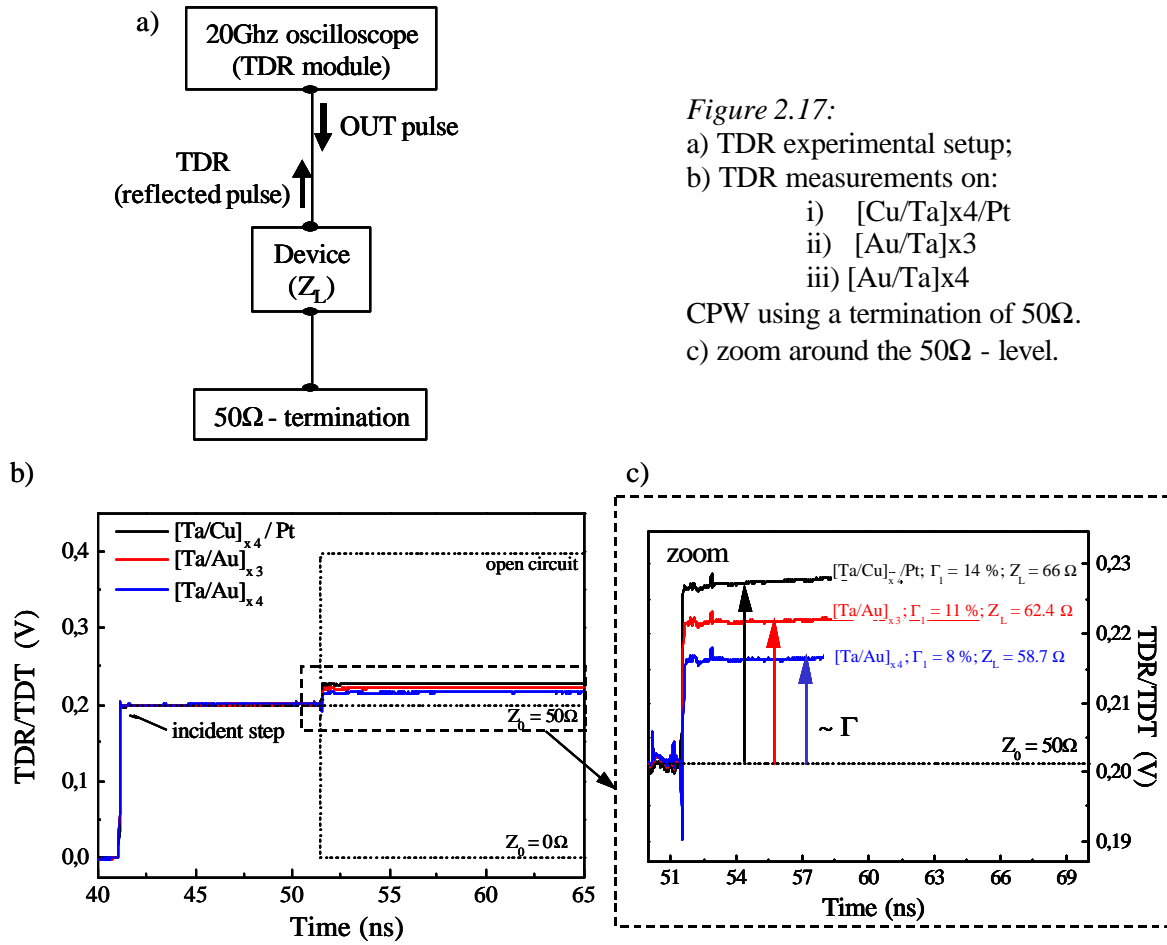 a)
20Ghz oscilloscope
(TDR module)
OUT pulse
TDR
(reflected pulse)
Device
(Z_L)
50Ω - termination
Figure 2.17:
a) TDR experimental setup;
b) TDR measurements on:
i) [Cu/Ta]x4/Pt
ii) [Au/Ta]x3
iii) [Au/Ta]x4
CPW using a termination of 50Ω.
c) zoom around the 50Ω - level.
b)
TDR/TDT (V)
0,4
0,3
0,2
0,1
0,0
[Ta/Cu]x4 / Pt
[Ta/Au]x3
[Ta/Au]x4
open circuit
incident step
Z0 = 50Ω
Z0 = 0Ω
40 45 50 55 60 65
Time (ns)
c)
zoom
[Ta/Cu]x4/Pt; Γ1 = 14 %; ZL = 66 Ω
[Ta/Au]x3; Γ1 = 11 %; ZL = 62.4 Ω
[Ta/Au]x4; Γ1 = 8 %; ZL = 58.7 Ω
~ Γ
Z0 = 50Ω
0,23
0,22
0,21
0,20
0,19
TDR/TDT (V)
51 54 57 60 63 66 69
Time (ns)